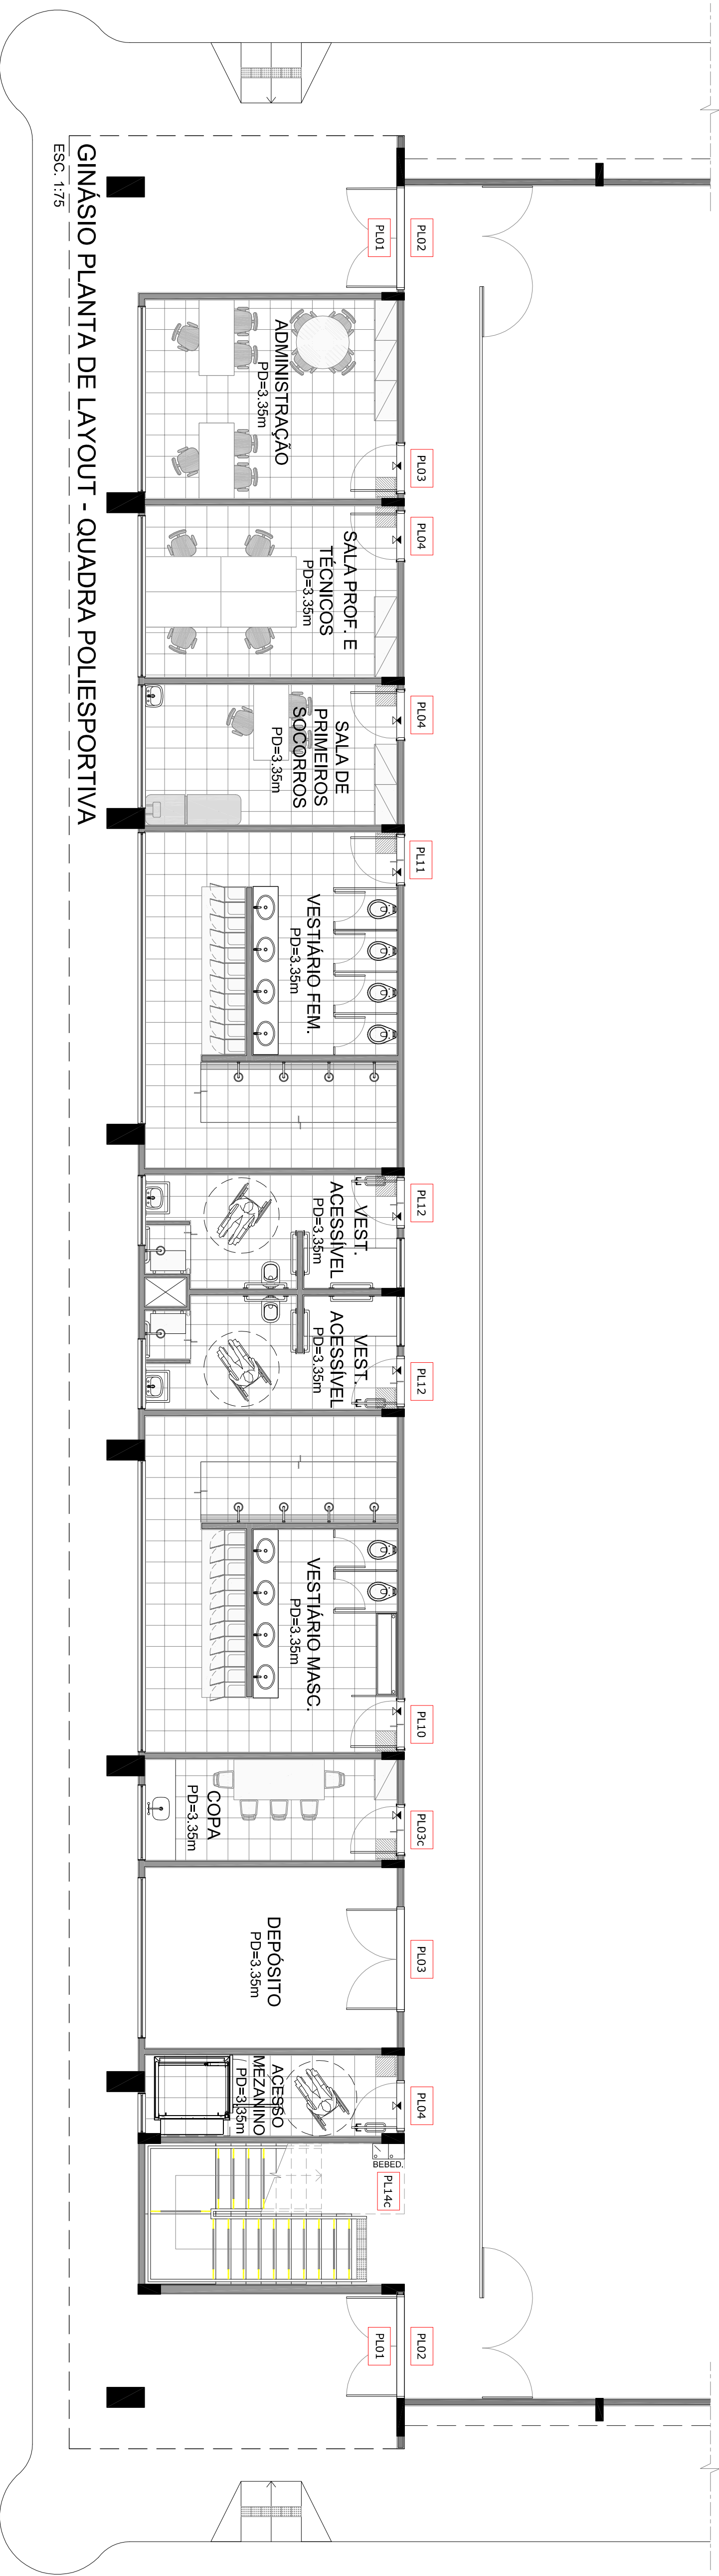 GINÁSIO PLANTA DE LAYOUT - QUADRA POLIESPORTIVA
ESC. 1:75
PL02
PL01
ADMINISTRAÇÃO
PD=3.35m
PL03
SALA PROF. E
TÉCNICOS
PD=3.35m
PL04
SALA DE
PRIMEIROS
SOCORROS
PD=3.35m
PL04
VESTIÁRIO FEM.
PD=3.35m
PL11
VEST.
ACESSÍVEL
PD=3.35m
PL12
VEST.
ACESSÍVEL
PD=3.35m
PL12
VESTIÁRIO MASC.
PD=3.35m
PL10
COPA
PD=3.35m
PL03c
DEPÓSITO
PD=3.35m
PL03
ACESSO
MEZANINO
PD=3.35m
PL04
BEBED.
PL14c
PL02
PL01